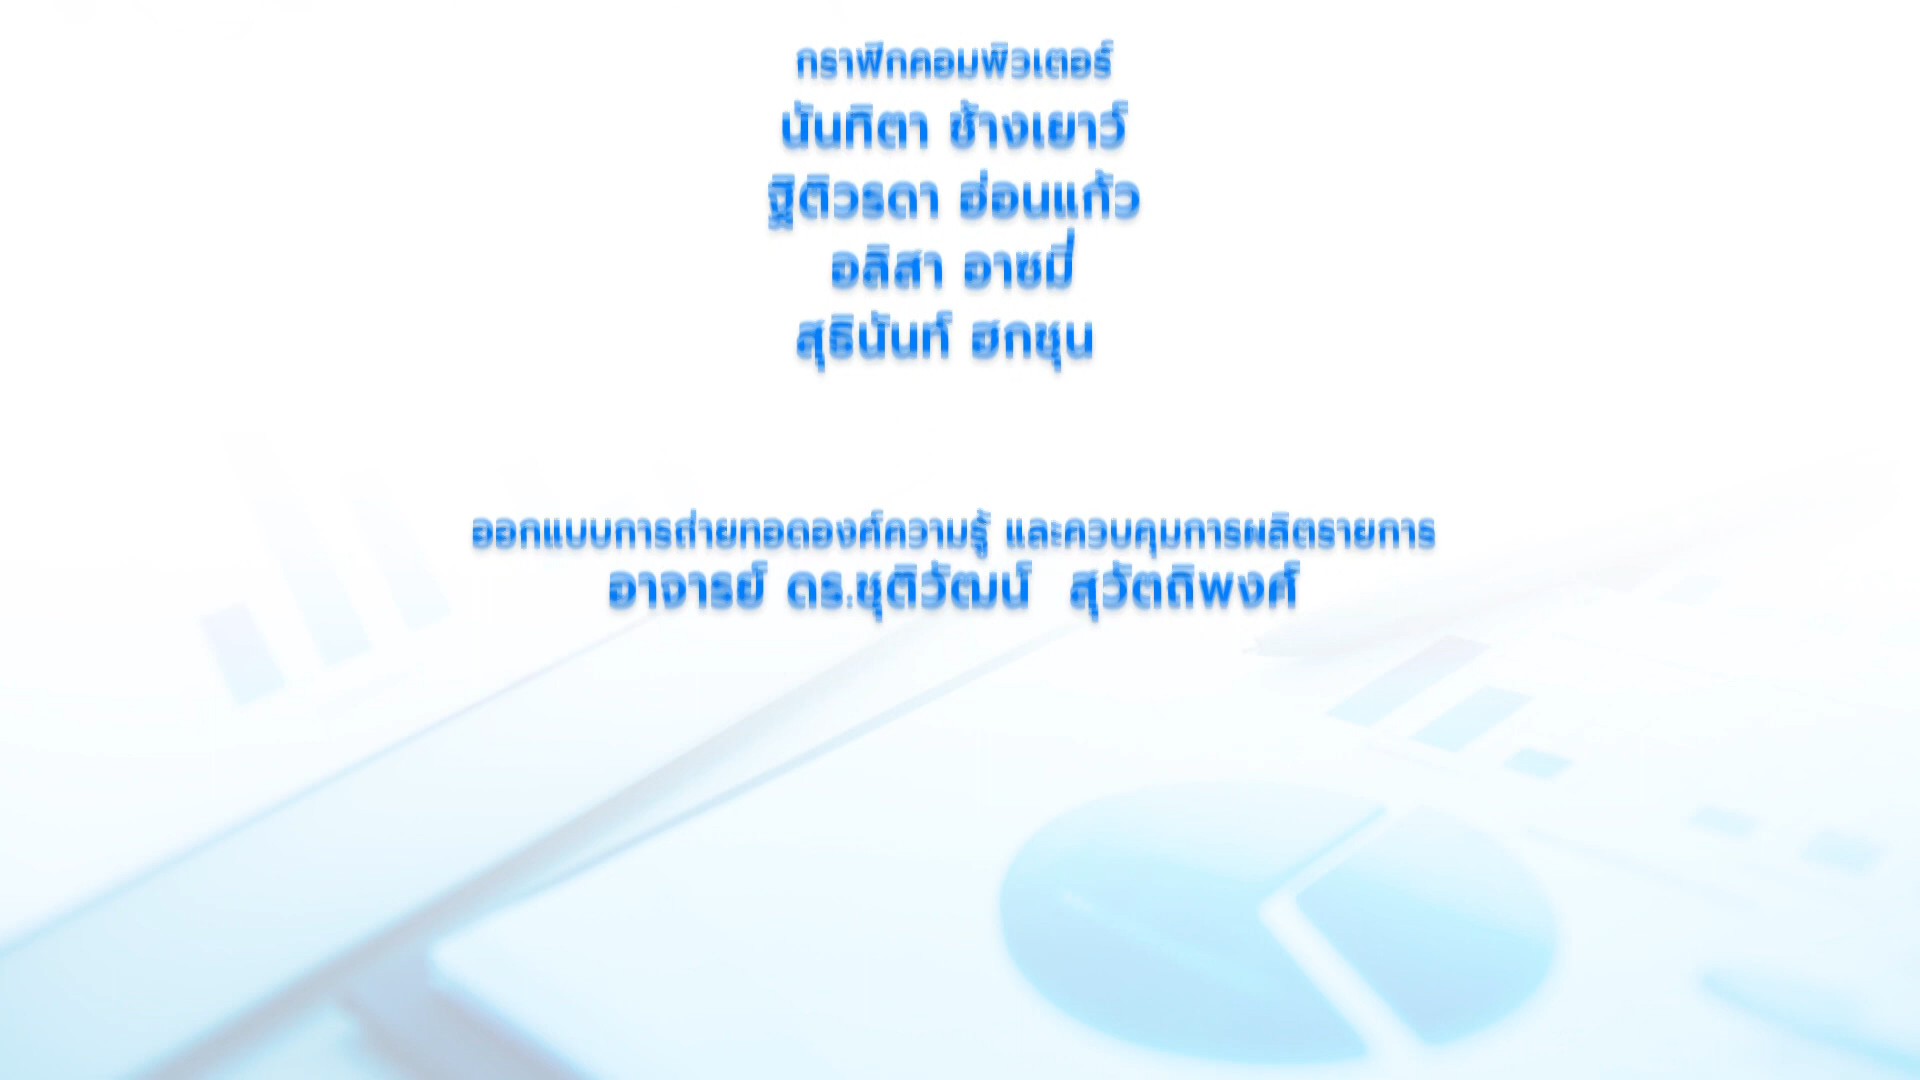 กราฟิกคอมพิวเตอร์
นันทิตา ช้างเยาว์
ฐิติวรดา อ่อนแก้ว
อลิสา อาซมี่
สุธินันท์ ฮกชุน
ออกแบบการถ่ายทอดองค์ความรู้ และควบคุมการผลิตรายการ
อาจารย์ ดร.ชุติวัฒน์ สุวัตถิพงศ์